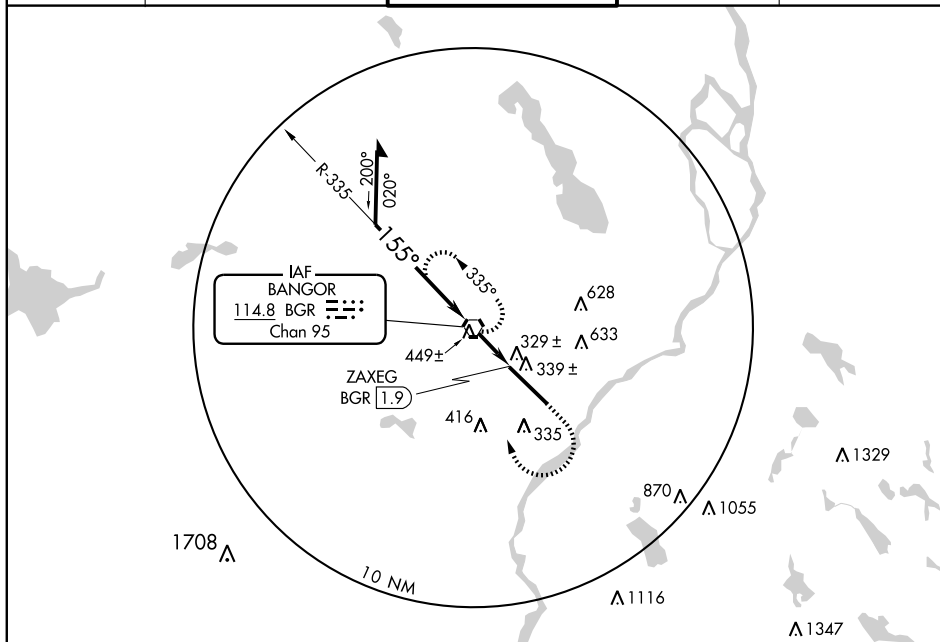 R-335
200°
020°
155°
335°
IAF
BANGOR
114.8 BGR
Chan 95
628
633
329 ±
339 ±
449±
ZAXEG
BGR 1.9
416
335
1329
870
1055
1708
10 NM
1116
1347